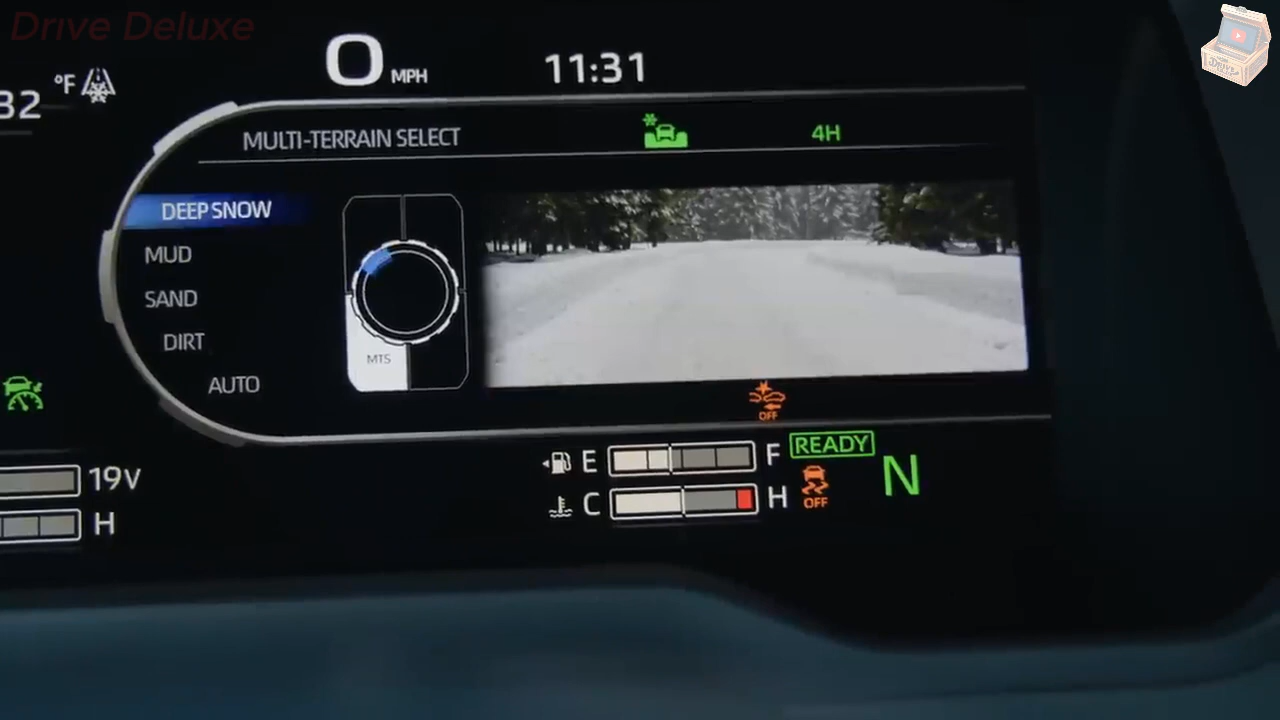 Drive Deluxe
0 MPH
11:31
32 °F
MULTI-TERRAIN SELECT
4H
DEEP SNOW
MUD
SAND
DIRT
AUTO
MTS
OFF
E F
READY
19V
C H
OFF
N
H